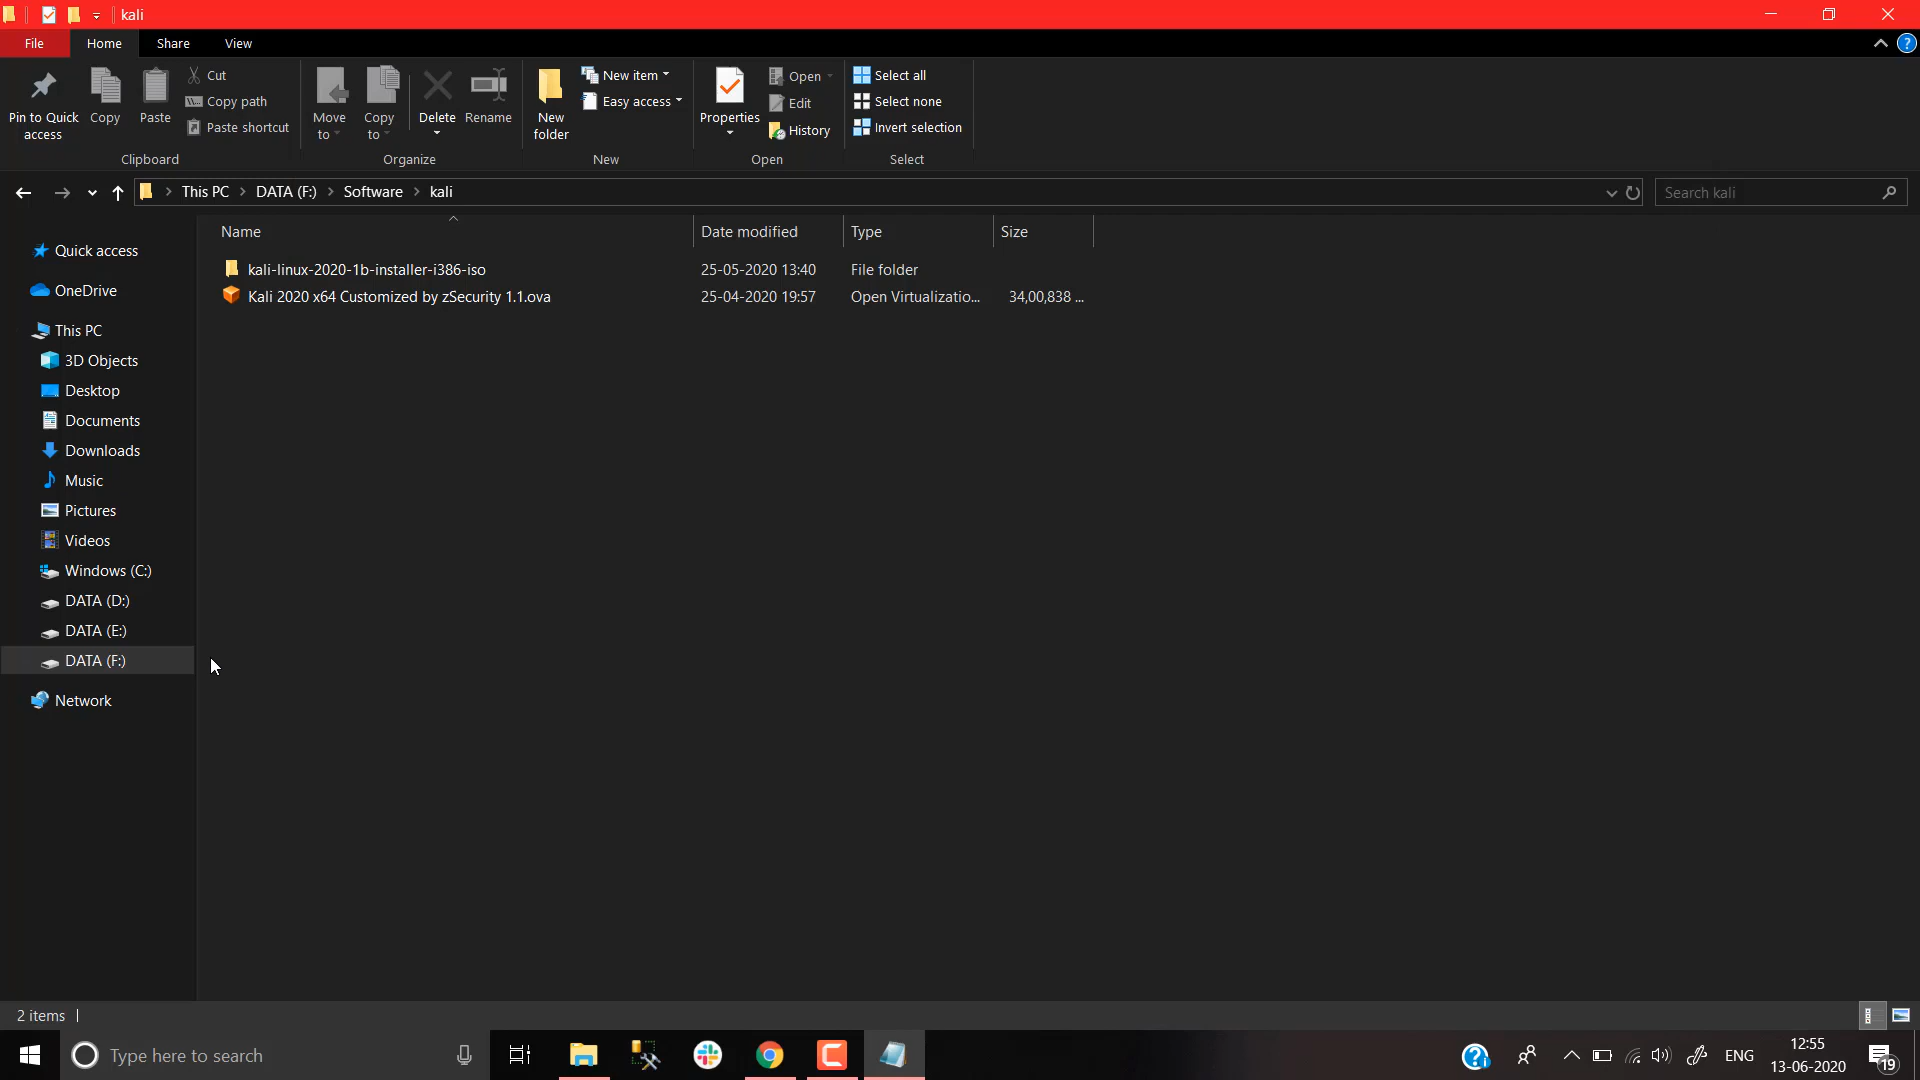 kali
File Home Share View
Pin to Quick access
Copy
Paste
Cut
Copy path
Paste shortcut
Clipboard
Move to
Copy to
Delete
Rename
Organize
New folder
New item
Easy access
New
Properties
Open
Edit
History
Open
Select all
Select none
Invert selection
Select
This PC > DATA (F:) > Software > kali
Search kali
Name Date modified Type Size
kali-linux-2020-1b-installer-i386-iso 25-05-2020 13:40 File folder
Kali 2020 x64 Customized by zSecurity 1.1.ova 25-04-2020 19:57 Open Virtualizatio... 34,00,838 ...
Quick access
OneDrive
This PC
3D Objects
Desktop
Documents
Downloads
Music
Pictures
Videos
Windows (C:)
DATA (D:)
DATA (E:)
DATA (F:)
Network
2 items
Type here to search
ENG
12:55
13-06-2020
19